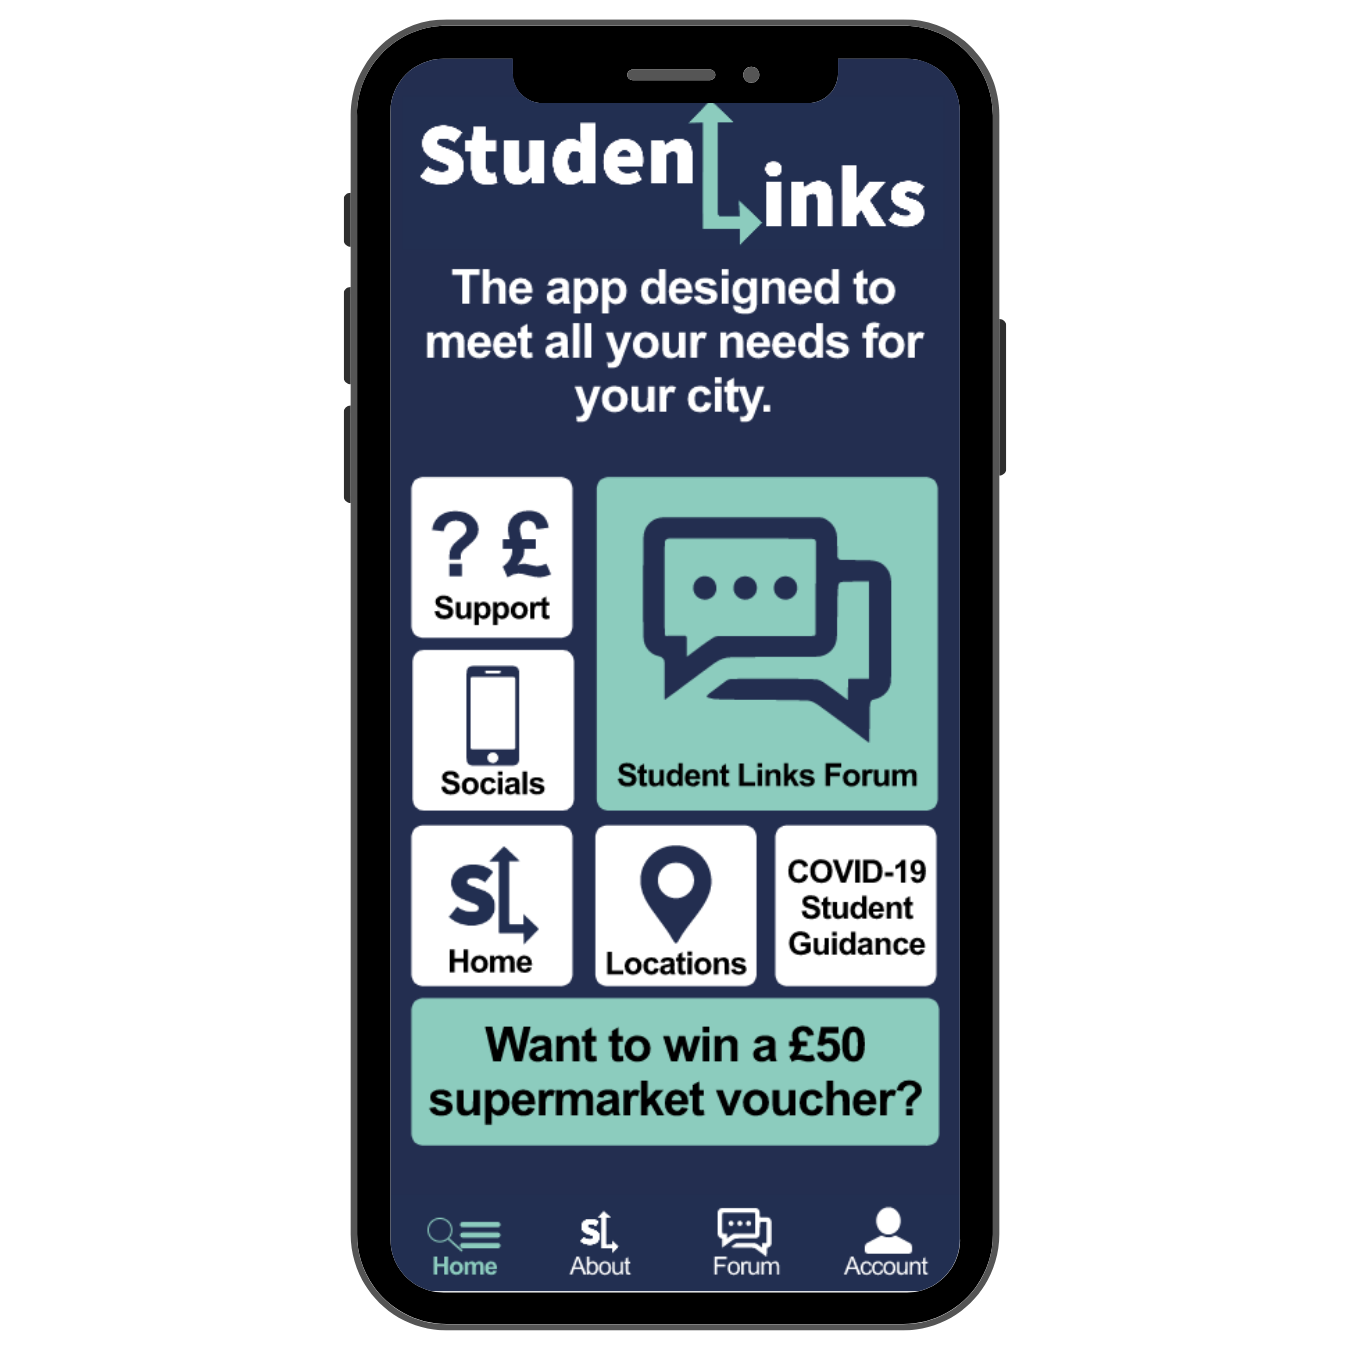 StudenLinks
The app designed to
meet all your needs for
your city.
? £
Support
Socials
Student Links Forum
SL
Home
Locations
COVID-19
Student
Guidance
Want to win a £50
supermarket voucher?
Home
SL
About
Forum
Account